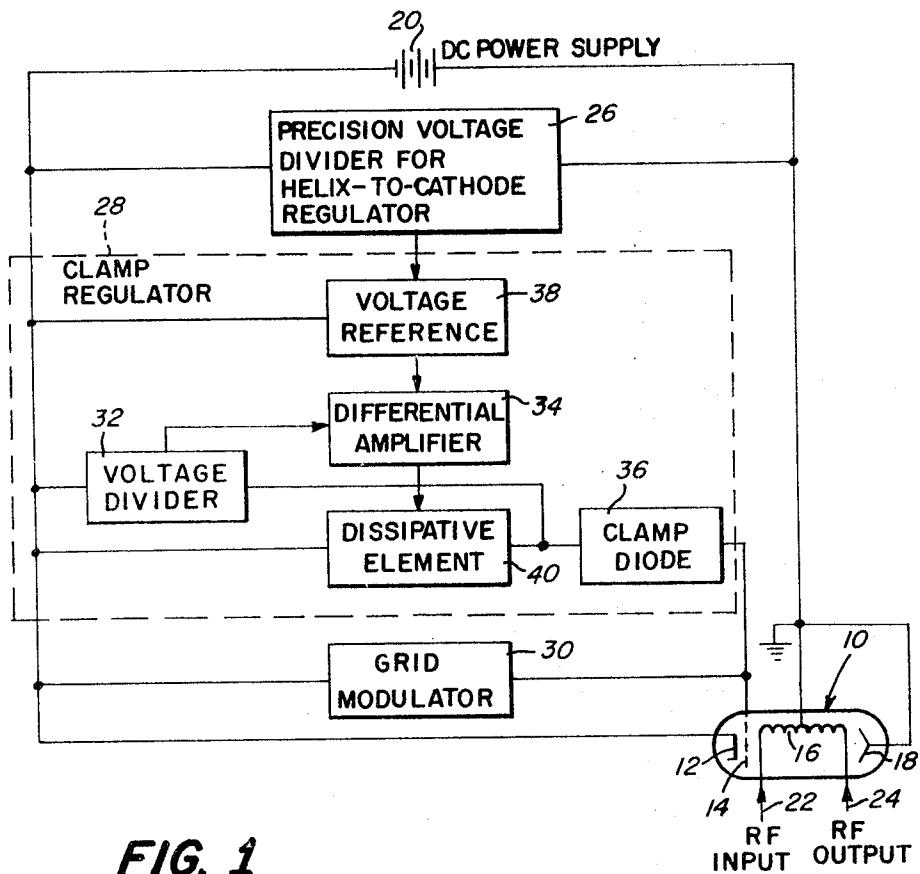 20
DC POWER SUPPLY
PRECISION VOLTAGE
DIVIDER FOR
HELIX-TO-CATHODE
REGULATOR
26
28
CLAMP
REGULATOR
VOLTAGE
REFERENCE
38
DIFFERENTIAL
AMPLIFIER
34
32
VOLTAGE
DIVIDER
36
DISSIPATIVE
ELEMENT
40
CLAMP
DIODE
GRID
MODULATOR
30
10
12
14
16
18
22
24
RF
INPUT
RF
OUTPUT
FIG. 1